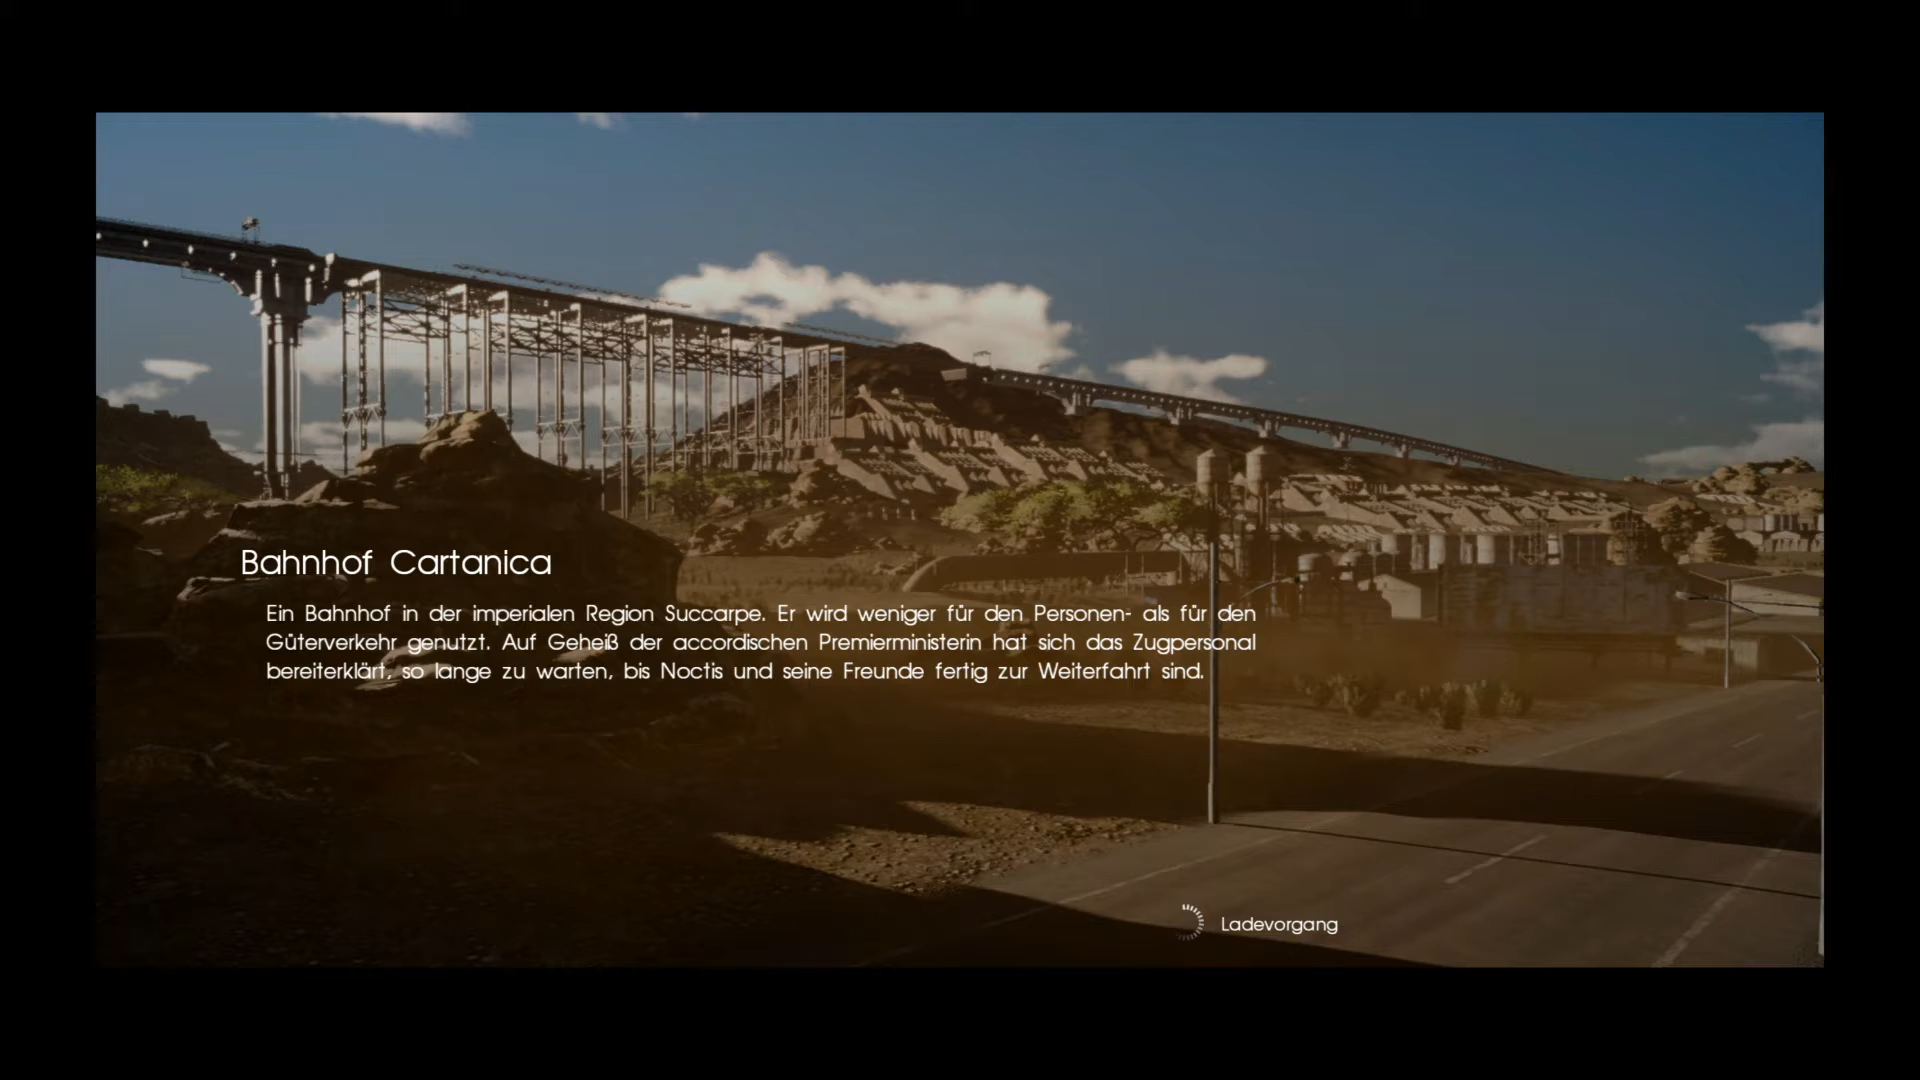 Bahnhof Cartanica
Ein Bahnhof in der imperialen Region Succarpe. Er wird weniger für den Personen- als für den
Güterverkehr genutzt. Auf Geheiß der accordischen Premierministerin hat sich das Zugpersonal
bereiterklärt, so lange zu warten, bis Noctis und seine Freunde fertig zur Weiterfahrt sind.
Ladevorgang